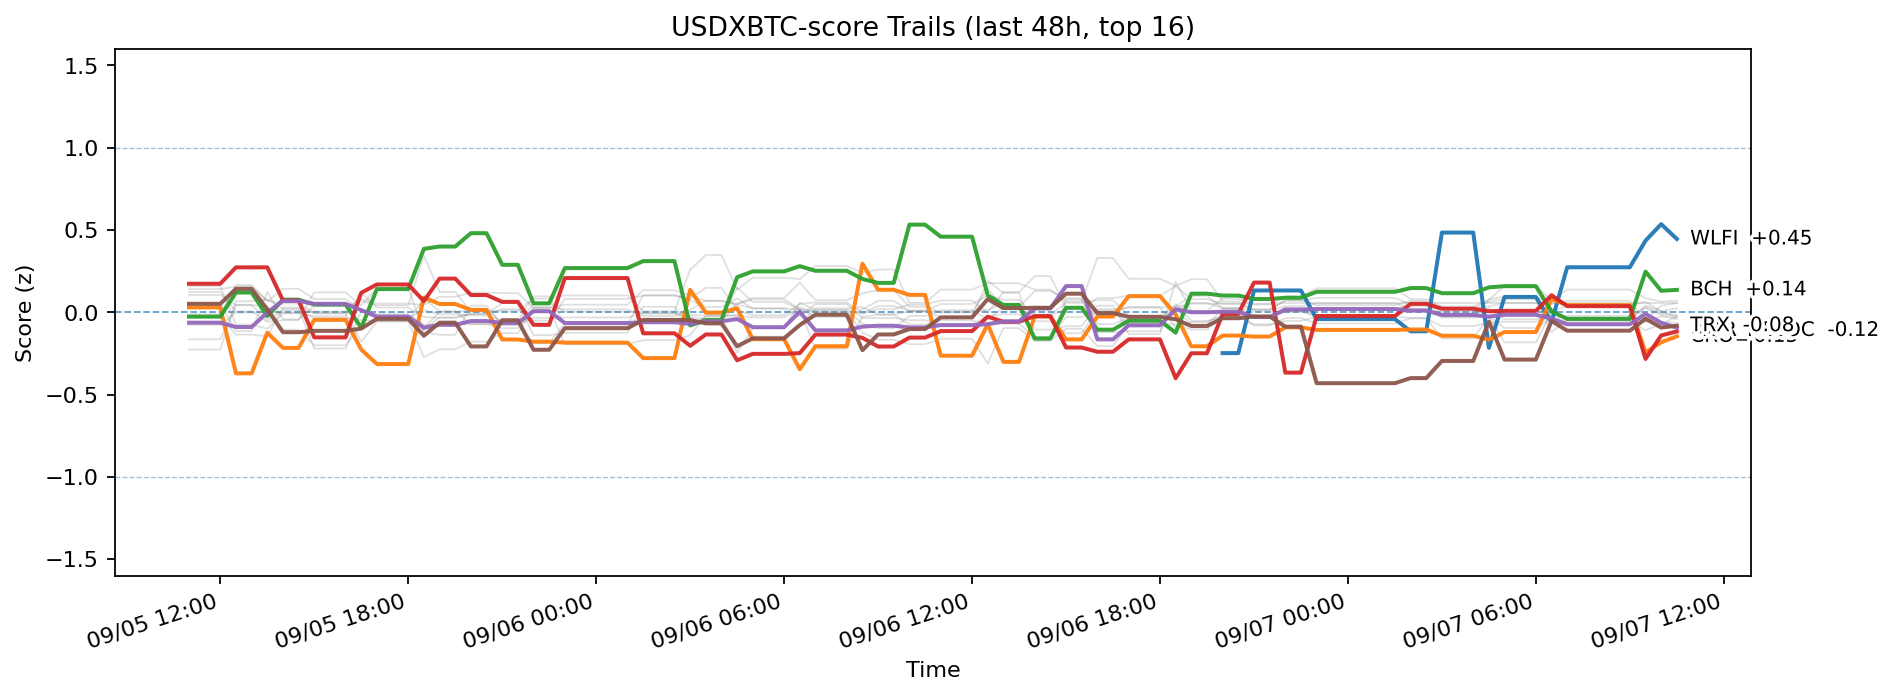 USDXBTC-score Trails (last 48h, top 16)
Score (z)
1.5
1.0
0.5
0.0
−0.5
−1.0
−1.5
WLFI +0.45
BCH +0.14
TRX -0.08
-0.12
09/05 12:00
09/05 18:00
09/06 00:00
09/06 06:00
09/06 12:00
09/06 18:00
09/07 00:00
09/07 06:00
09/07 12:00
Time